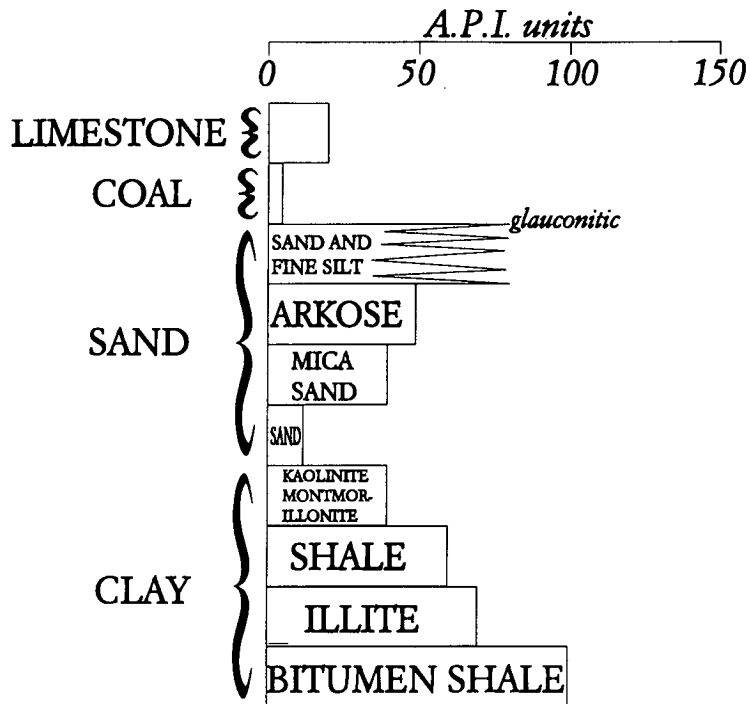 A.P.I. units
0 50 100 150
LIMESTONE
COAL
glauconitic
SAND AND
FINE SILT
ARKOSE
SAND
MICA
SAND
SAND
KAOLINITE
MONTMOR-
ILLONITE
SHALE
CLAY
ILLITE
BITUMEN SHALE